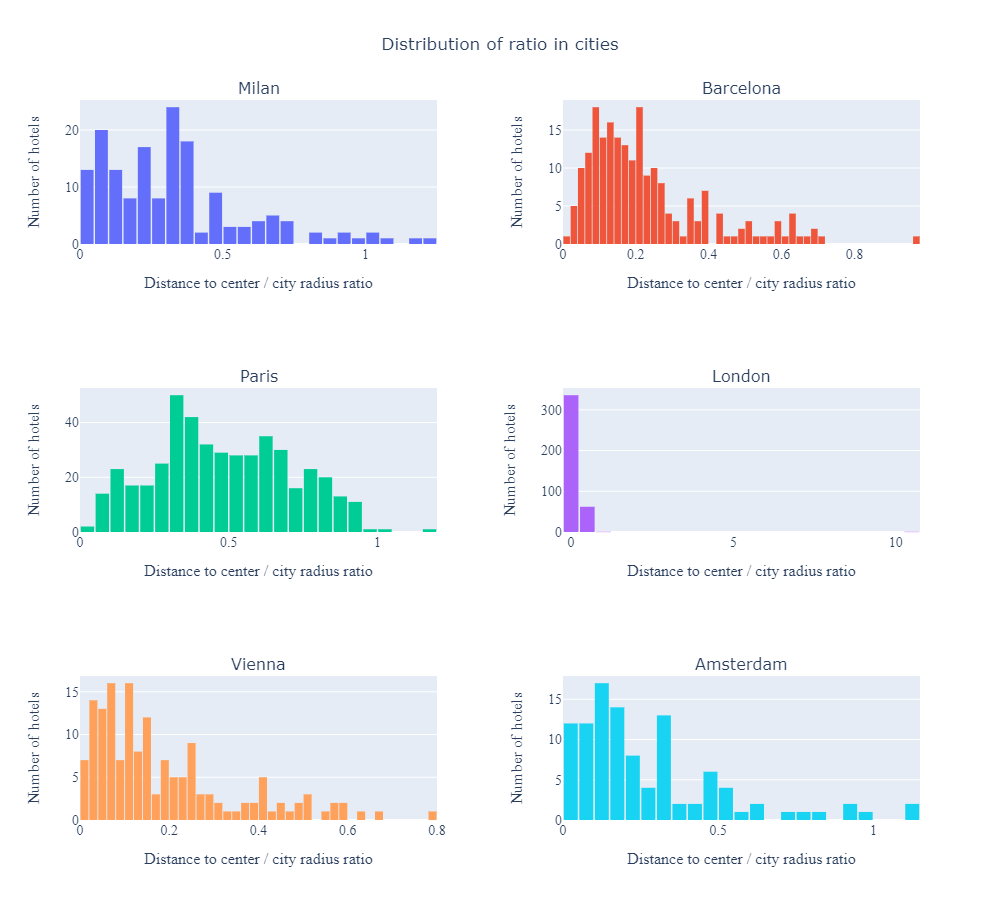 Distribution of ratio in cities
Milan
Number of hotels
20
10
0
0
0.5
1
Distance to center / city radius ratio
Barcelona
Number of hotels
15
10
5
0
0
0.2
0.4
0.6
0.8
Distance to center / city radius ratio
Paris
Number of hotels
40
20
0
0
0.5
1
Distance to center / city radius ratio
London
Number of hotels
300
200
100
0
0
5
10
Distance to center / city radius ratio
Vienna
Number of hotels
15
10
5
0
0
0.2
0.4
0.6
0.8
Distance to center / city radius ratio
Amsterdam
Number of hotels
15
10
5
0
0
0.5
1
Distance to center / city radius ratio